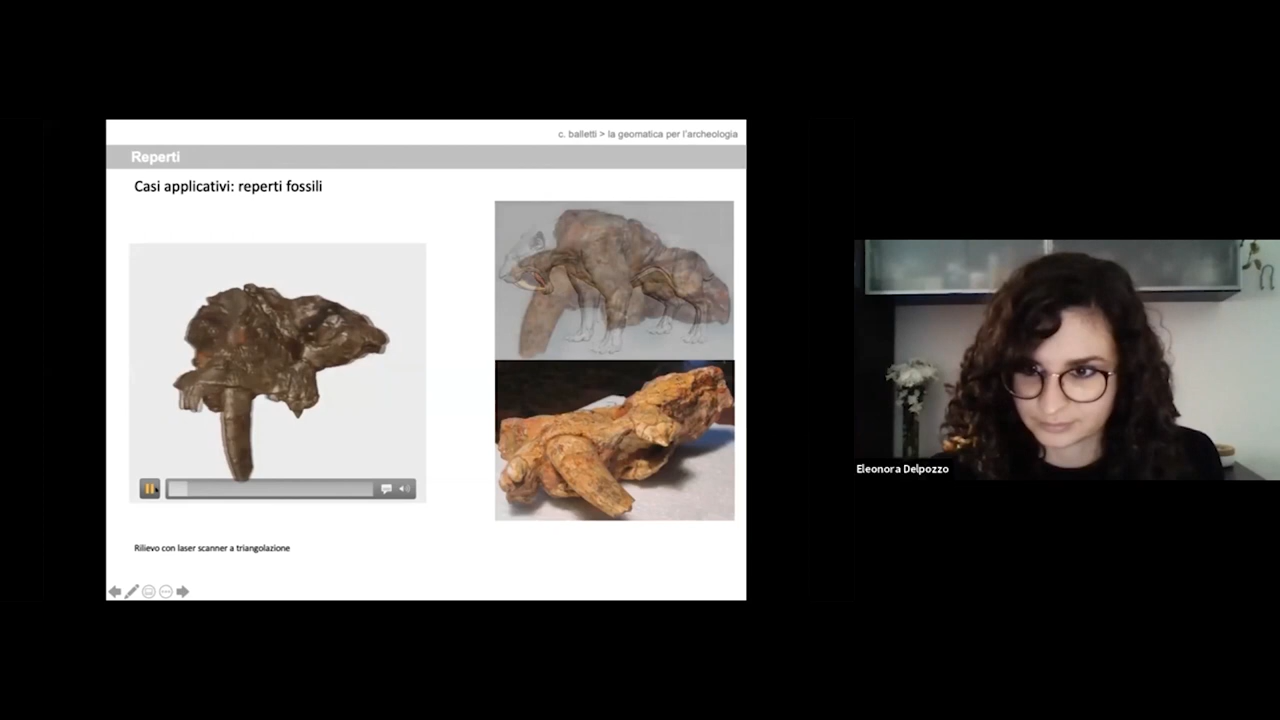 c. balletti > la geomatica per l'archeologia
Reperti
Casi applicativi: reperti fossili
Rilievo con laser scanner a triangolazione
Eleonora Delpozzo